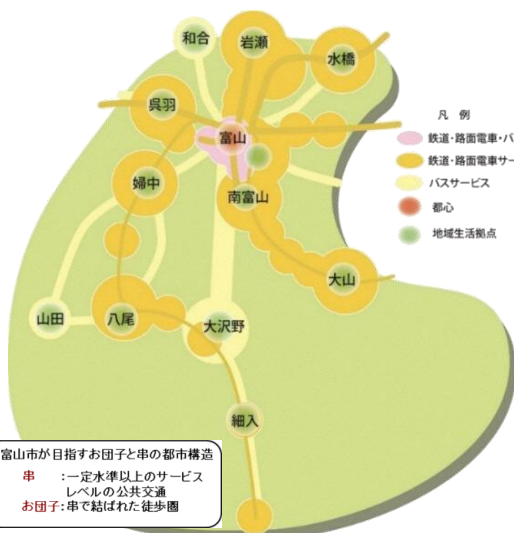 和合
岩瀬
水橋
呉羽
富山
婦中
南富山
大山
山田
八尾
大沢野
細入
凡 例
鉄道・路面電車・バ
鉄道・路面電車サー
バスサービス
都心
地域生活拠点
富山市が目指すお団子と串の都市構造
串 :一定水準以上のサービス
レベルの公共交通
お団子:串で結ばれた徒歩圏